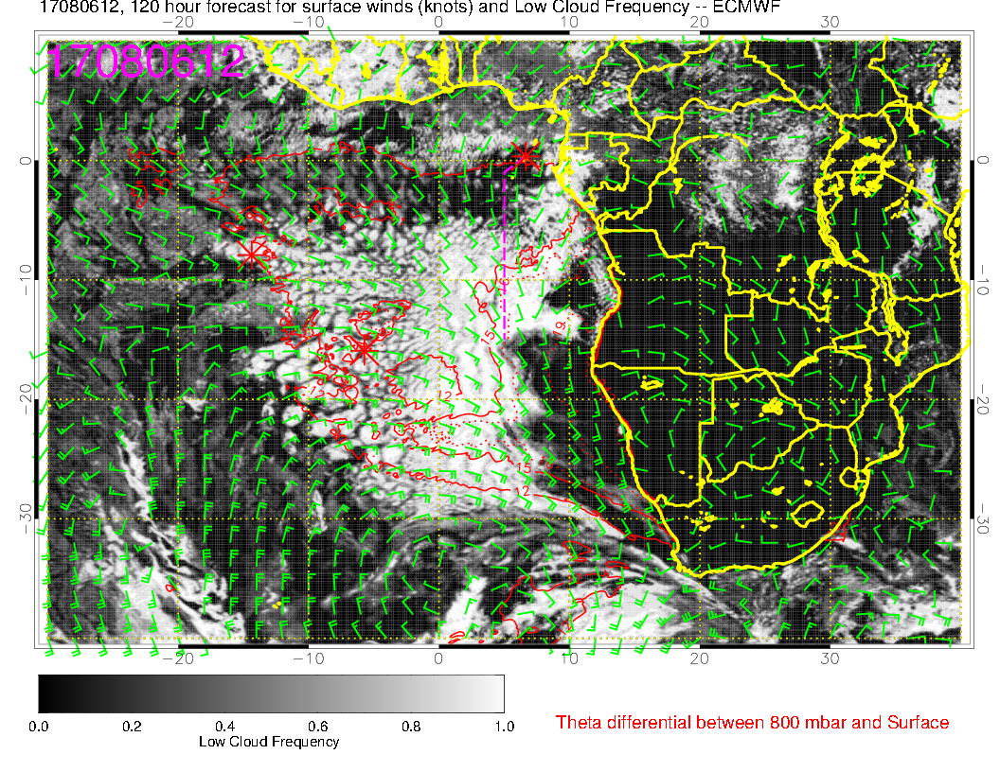 17080612, 120 hour forecast for surface winds (knots) and Low Cloud Frequency -- ECMWF
−20 −10 0 10 20 30
17080612
0 0
−10 −10
15
19
12
−20 −20
15
12
−30 −30
−20 −10 0 10 20 30
0.0 0.2 0.4 0.6 0.8 1.0
Low Cloud Frequency
Theta differential between 800 mbar and Surface